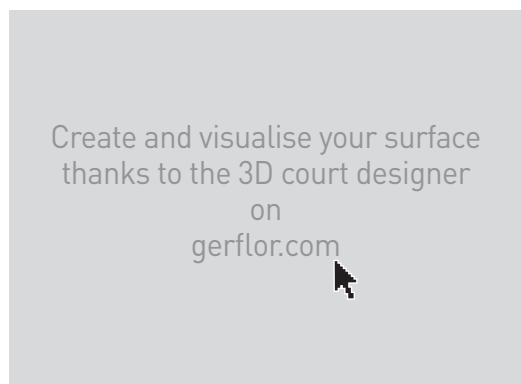 Create and visualise your surface
thanks to the 3D court designer
on
gerflor.com